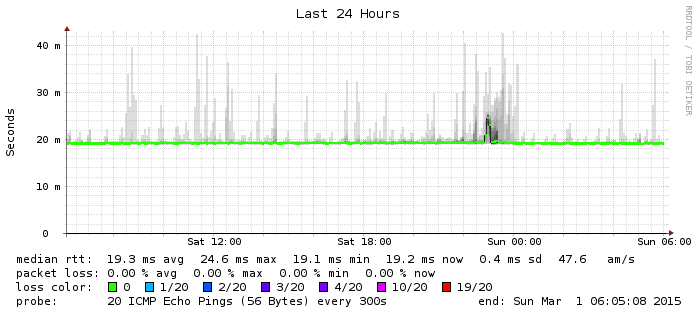 Last 24 Hours
RRDTOOL / TOBI OETIKER
Seconds
40 m
30 m
20 m
10 m
0
Sat 12:00 Sat 18:00 Sun 00:00 Sun 06:00
median rtt: 19.3 ms avg 24.6 ms max 19.1 ms min 19.2 ms now 0.4 ms sd 47.6 am/s
packet loss: 0.00 % avg 0.00 % max 0.00 % min 0.00 % now
loss color: 0 1/20 2/20 3/20 4/20 10/20 19/20
probe: 20 ICMP Echo Pings (56 Bytes) every 300s end: Sun Mar 1 06:05:08 2015